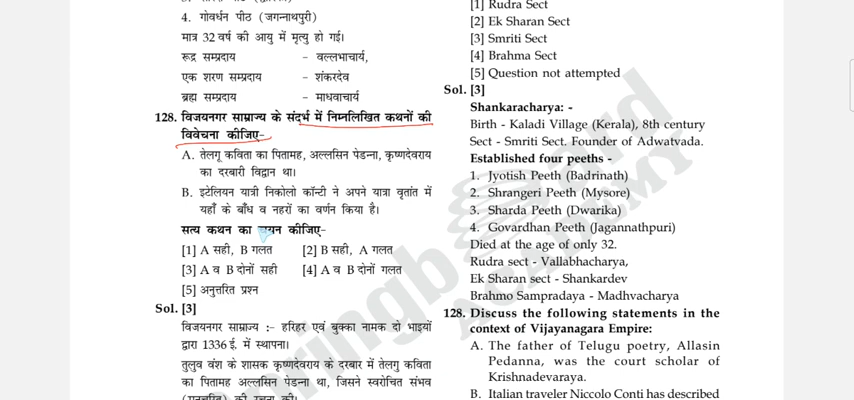 4. गोवर्धन पीठ (जगन्नाथपुरी)
मात्र 32 वर्ष की आयु में मृत्यु हो गई।
रूद्र सम्प्रदाय – वल्लभाचार्य,
एक शरण सम्प्रदाय – शंकरदेव
ब्रह्म सम्प्रदाय – माधवाचार्य
128. विजयनगर साम्राज्य के संदर्भ में निम्नलिखित कथनों की
विवेचना कीजिए-
A. तेलगू कविता का पितामह, अल्लसिन पेडन्ना, कृष्णदेवराय
का दरबारी विद्वान था।
B. इटेलियन यात्री निकोलो कॉन्टी ने अपने यात्रा वृतांत में
यहाँ के बाँध व नहरों का वर्णन किया है।
सत्य कथन का चयन कीजिए-
[1] A सही, B गलत [2] B सही, A गलत
[3] A व B दोनों सही [4] A व B दोनों गलत
[5] अनुत्तरित प्रश्न
Sol. [3]
विजयनगर साम्राज्य :- हरिहर एवं बुक्का नामक दो भाइयों
द्वारा 1336 ई. में स्थापना।
तुलुव वंश के शासक कृष्णदेवराय के दरबार में तेलगु कविता
का पितामह अल्लसिन पेडन्ना था, जिसने स्वरोचित संभव
[1] Rudra Sect
[2] Ek Sharan Sect
[3] Smriti Sect
[4] Brahma Sect
[5] Question not attempted
Sol. [3]
Shankaracharya: -
Birth - Kaladi Village (Kerala), 8th century
Sect - Smriti Sect. Founder of Adwatvada.
Established four peeths -
1. Jyotish Peeth (Badrinath)
2. Shrangeri Peeth (Mysore)
3. Sharda Peeth (Dwarika)
4. Govardhan Peeth (Jagannathpuri)
Died at the age of only 32.
Rudra sect - Vallabhacharya,
Ek Sharan sect - Shankardev
Brahmo Sampradaya - Madhvacharya
128. Discuss the following statements in the
context of Vijayanagara Empire:
A. The father of Telugu poetry, Allasin
Pedanna, was the court scholar of
Krishnadevaraya.
B. Italian traveler Niccolo Conti has described